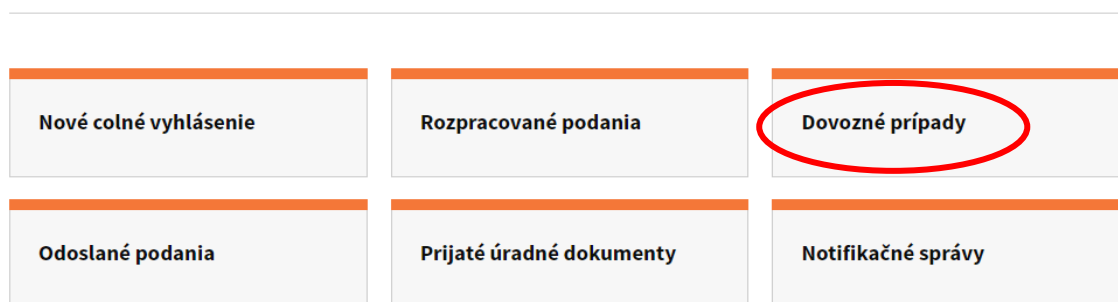 Nové colné vyhlásenie
Rozpracované podania
Dovozné prípady
Odoslané podania
Prijaté úradné dokumenty
Notifikačné správy